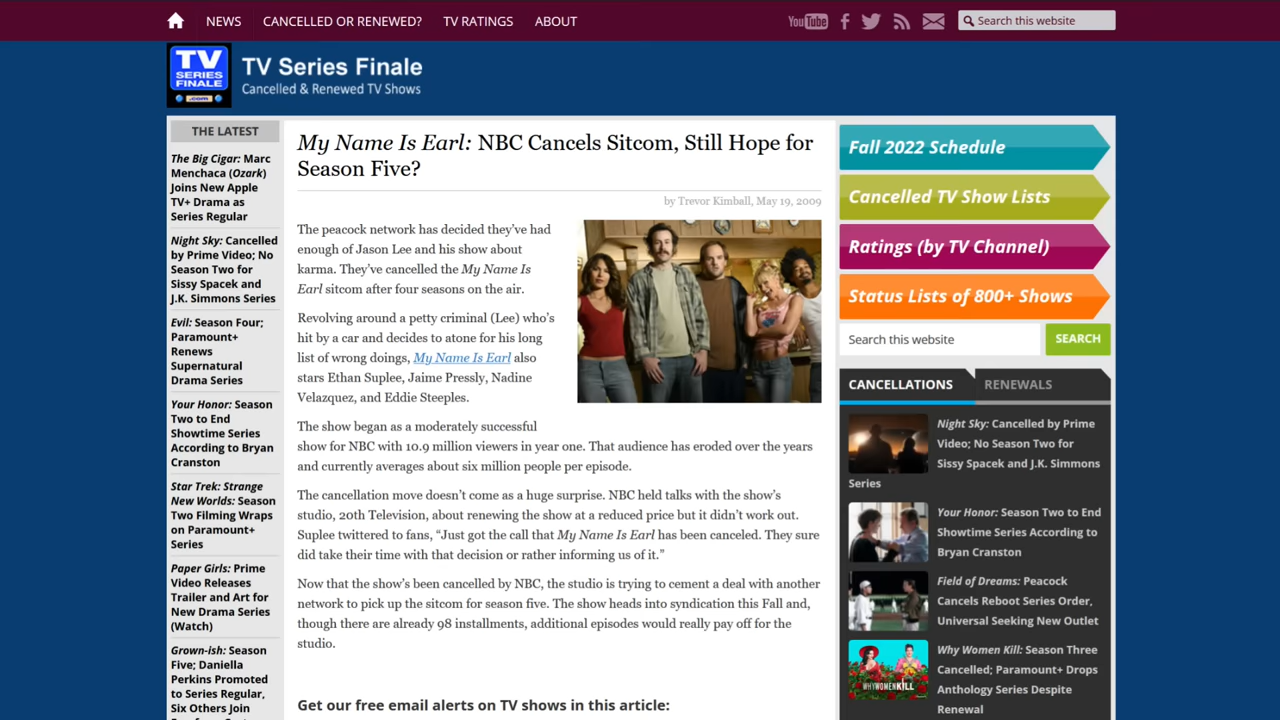 NEWS CANCELLED OR RENEWED? TV RATINGS ABOUT
You Tube
Search this website
TV SERIES FINALE .com
TV Series Finale
Cancelled & Renewed TV Shows
THE LATEST
The Big Cigar: Marc
Menchaca (Ozark)
Joins New Apple
TV+ Drama as
Series Regular
Night Sky: Cancelled
by Prime Video; No
Season Two for
Sissy Spacek and
J.K. Simmons Series
Evil: Season Four;
Paramount+
Renews
Supernatural
Drama Series
Your Honor: Season
Two to End
Showtime Series
According to Bryan
Cranston
Star Trek: Strange
New Worlds: Season
Two Filming Wraps
on Paramount+
Series
Paper Girls: Prime
Video Releases
Trailer and Art for
New Drama Series
(Watch)
Grown-ish: Season
Five; Daniella
Perkins Promoted
to Series Regular,
Six Others Join
My Name Is Earl: NBC Cancels Sitcom, Still Hope for
Season Five?
by Trevor Kimball, May 19, 2009
The peacock network has decided they’ve had
enough of Jason Lee and his show about
karma. They’ve cancelled the My Name Is
Earl sitcom after four seasons on the air.
Revolving around a petty criminal (Lee) who’s
hit by a car and decides to atone for his long
list of wrong doings, My Name Is Earl also
stars Ethan Suplee, Jaime Pressly, Nadine
Velazquez, and Eddie Steeples.
The show began as a moderately successful
show for NBC with 10.9 million viewers in year one. That audience has eroded over the years
and currently averages about six million people per episode.
The cancellation move doesn’t come as a huge surprise. NBC held talks with the show’s
studio, 20th Television, about renewing the show at a reduced price but it didn’t work out.
Suplee twittered to fans, “Just got the call that My Name Is Earl has been canceled. They sure
did take their time with that decision or rather informing us of it.”
Now that the show’s been cancelled by NBC, the studio is trying to cement a deal with another
network to pick up the sitcom for season five. The show heads into syndication this Fall and,
though there are already 98 installments, additional episodes would really pay off for the
studio.
Get our free email alerts on TV shows in this article:
Fall 2022 Schedule
Cancelled TV Show Lists
Ratings (by TV Channel)
Status Lists of 800+ Shows
Search this website SEARCH
CANCELLATIONS RENEWALS
Night Sky: Cancelled by Prime
Video; No Season Two for
Sissy Spacek and J.K. Simmons
Series
Your Honor: Season Two to End
Showtime Series According to
Bryan Cranston
Field of Dreams: Peacock
Cancels Reboot Series Order,
Universal Seeking New Outlet
WHY WOMEN KILL
Why Women Kill: Season Three
Cancelled; Paramount+ Drops
Anthology Series Despite
Renewal